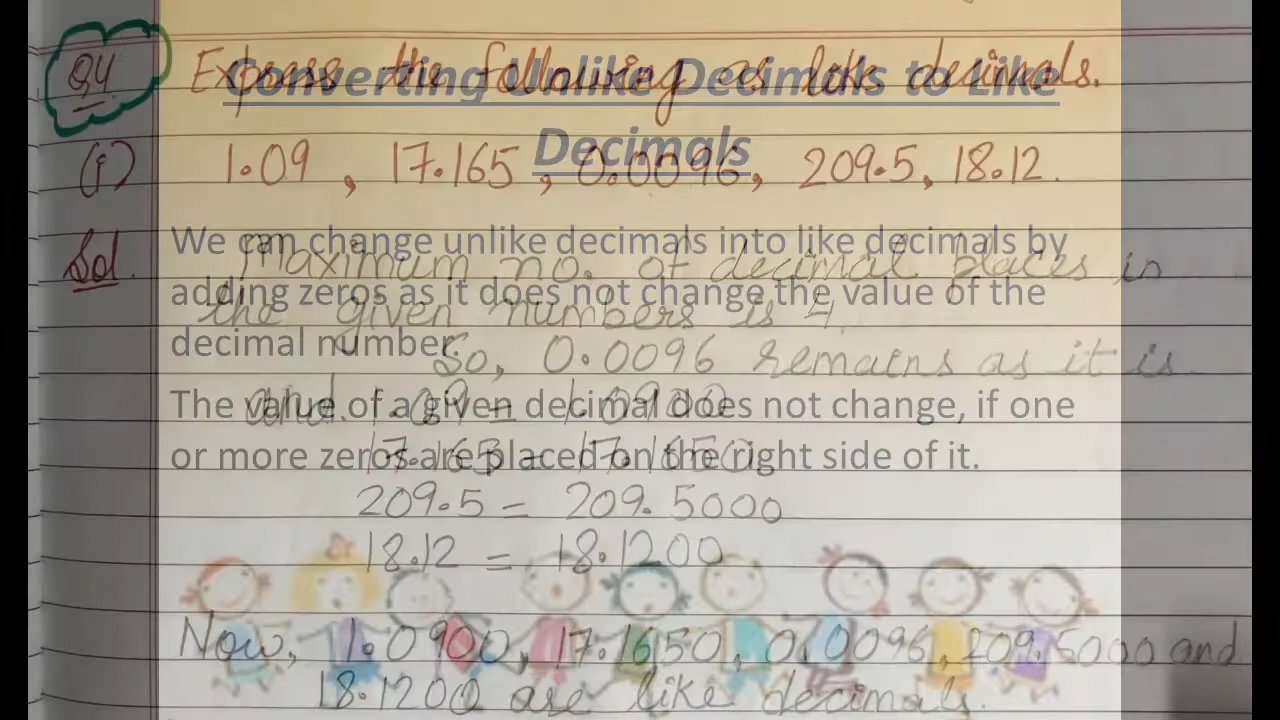 Q4 Express the following as like decimals.
(i) 1.09 , 17.165 , 0.0096 , 209.5 , 18.12 .
Sol. Maximum no. of decimal places in
the given numbers is 4.
So, 0.0096 remains as it is
and 1.09 = 1.0900
17.165 = 17.1650
209.5 = 209.5000
18.12 = 18.1200
Now, 1.0900, 17.1650, 0.0096, 209.5000 and
18.1200 are like decimals.
Converting Unlike Decimals to Like
Decimals
We can change unlike decimals into like decimals by
adding zeros as it does not change the value of the
decimal number.
The value of a given decimal does not change, if one
or more zeros are placed on the right side of it.